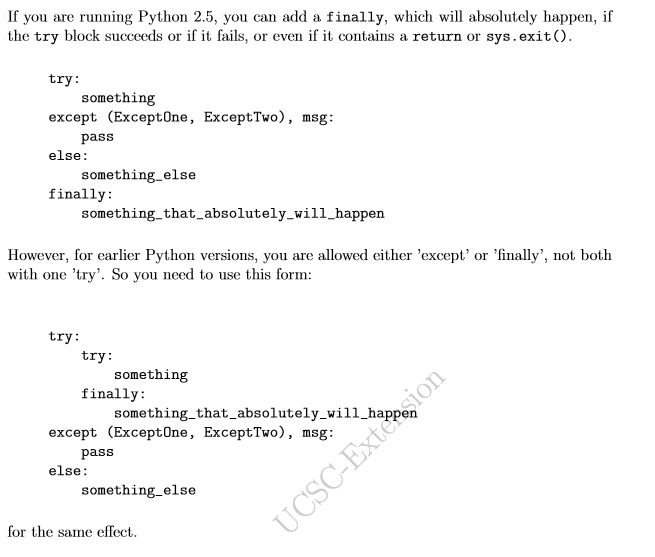 If you are running Python 2.5, you can add a finally, which will absolutely happen, if
the try block succeeds or if it fails, or even if it contains a return or sys.exit().
try:
    something
except (ExceptOne, ExceptTwo), msg:
    pass
else:
    something_else
finally:
    something_that_absolutely_will_happen
However, for earlier Python versions, you are allowed either 'except' or 'finally', not both
with one 'try'. So you need to use this form:
try:
    try:
        something
    finally:
        something_that_absolutely_will_happen
except (ExceptOne, ExceptTwo), msg:
    pass
else:
    something_else
UCSC-Extension
for the same effect.